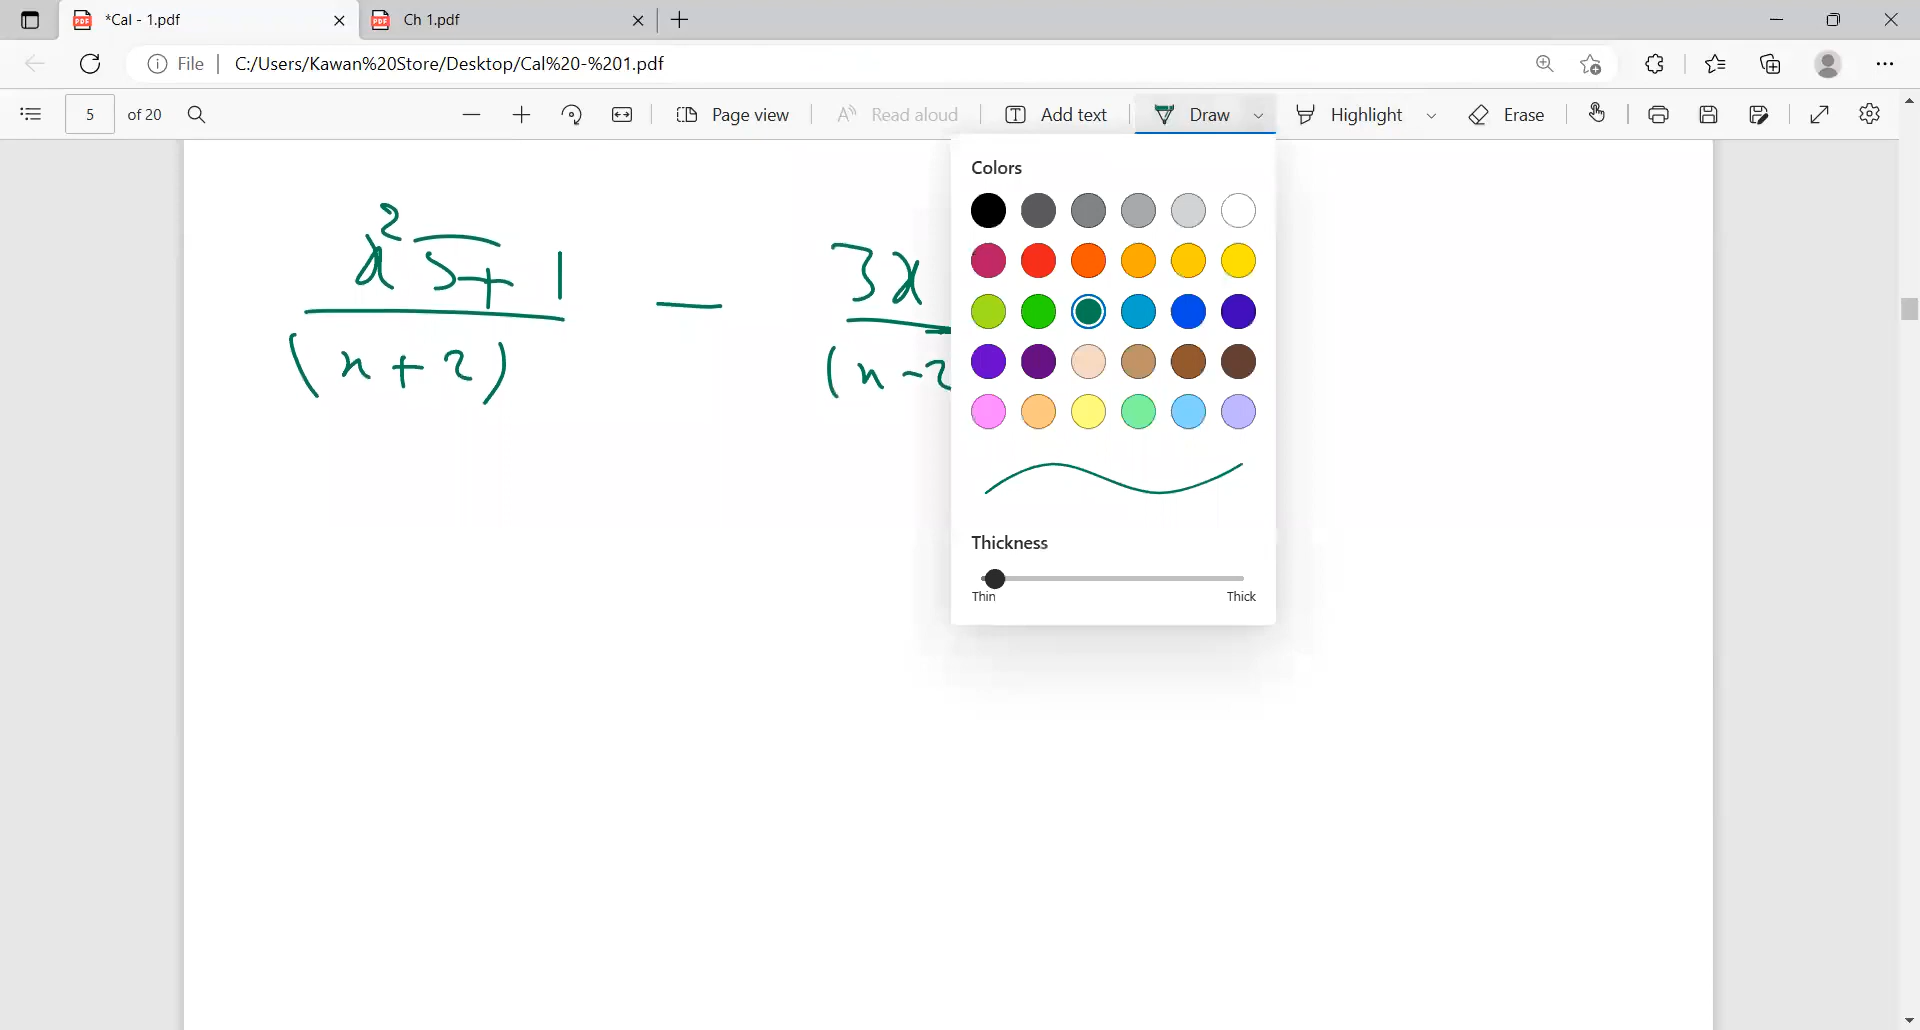 *Cal - 1.pdf
Ch 1.pdf
File
C:/Users/Kawan%20Store/Desktop/Cal%20-%201.pdf
5 of 20
Page view
Read aloud
Add text
Draw
Highlight
Erase
Colors
x² 5+ 1
— 3x
(x + 2)
(x - 2
Thickness
Thin
Thick